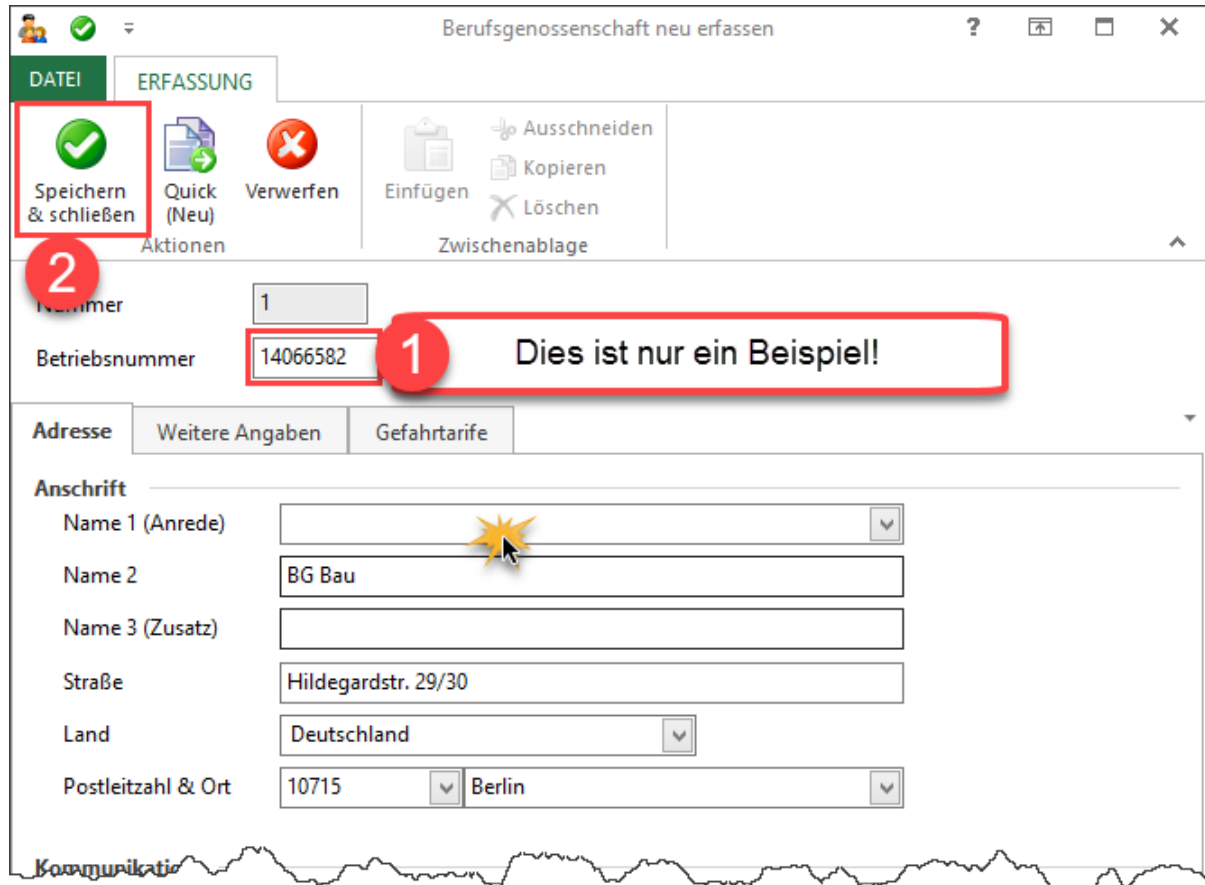 Berufsgenossenschaft neu erfassen
DATEI
ERFASSUNG
Speichern & schließen
Quick (Neu)
Verwerfen
Einfügen
Ausschneiden
Kopieren
Löschen
Aktionen
Zwischenablage
2
Nummer
1
Betriebsnummer
14066582
1
Dies ist nur ein Beispiel!
Adresse
Weitere Angaben
Gefahrtarife
Anschrift
Name 1 (Anrede)
Name 2
BG Bau
Name 3 (Zusatz)
Straße
Hildegardstr. 29/30
Land
Deutschland
Postleitzahl & Ort
10715
Berlin